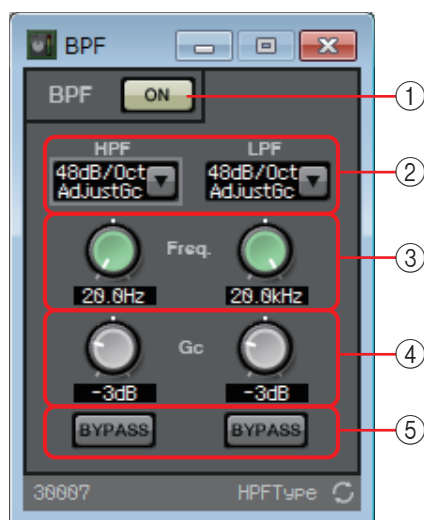 BPF
BPF ON ①
HPF LPF
48dB/Oct 48dB/Oct ②
AdjustGc AdjustGc
Freq. ③
20.0Hz 20.0kHz
Gc ④
-3dB -3dB
BYPASS BYPASS ⑤
30007 HPFType